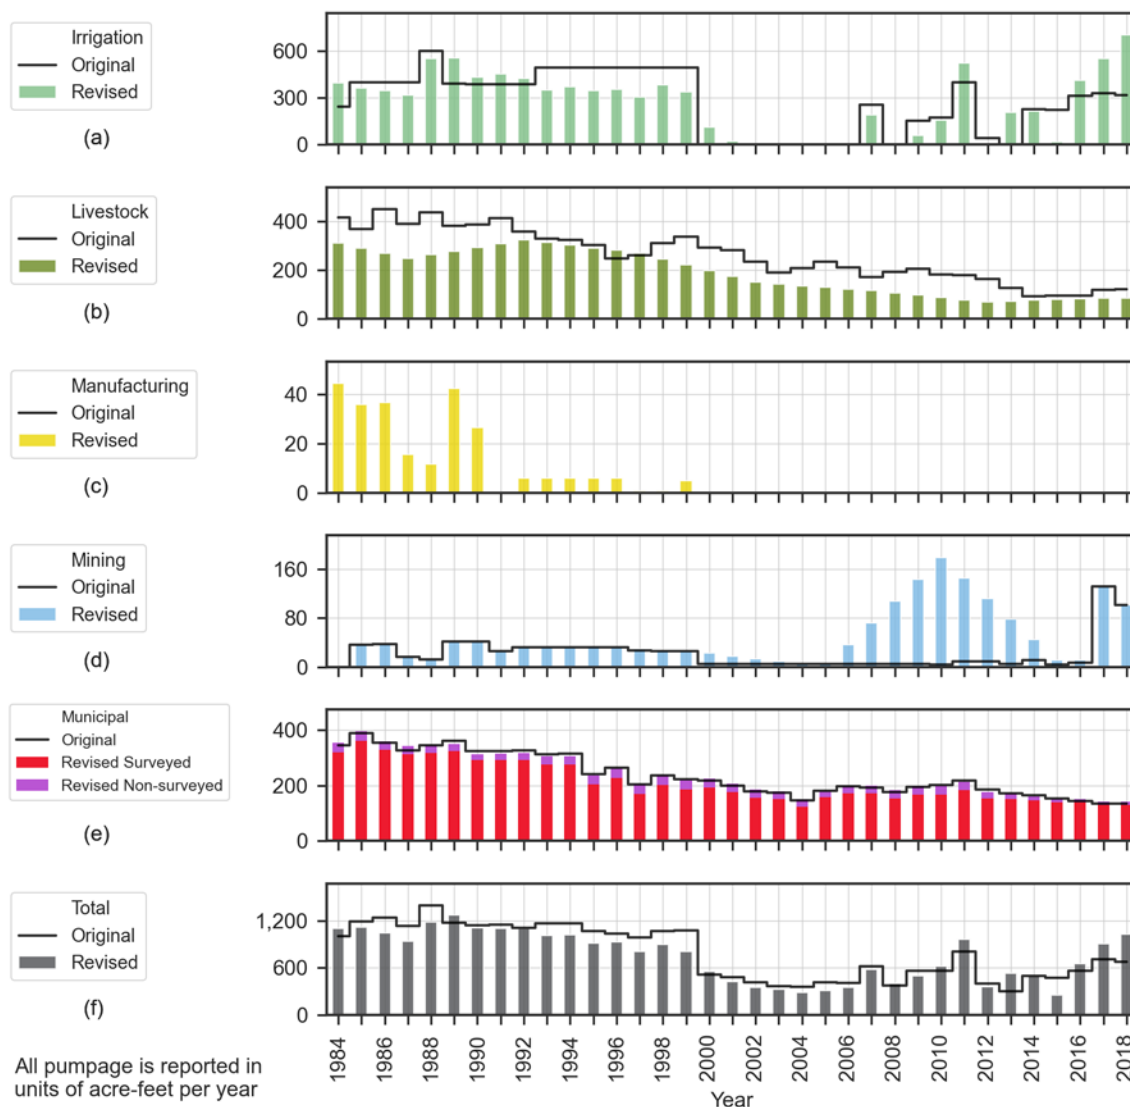 Irrigation
Original
Revised
(a)
600
300
0
Livestock
Original
Revised
(b)
400
200
0
Manufacturing
Original
Revised
(c)
40
20
0
Mining
Original
Revised
(d)
160
80
0
Municipal
Original
Revised Surveyed
Revised Non-surveyed
(e)
400
200
0
Total
Original
Revised
(f)
1,200
600
0
1984
1986
1988
1990
1992
1994
1996
1998
2000
2002
2004
2006
2008
2010
2012
2014
2016
2018
Year
All pumpage is reported in
units of acre-feet per year